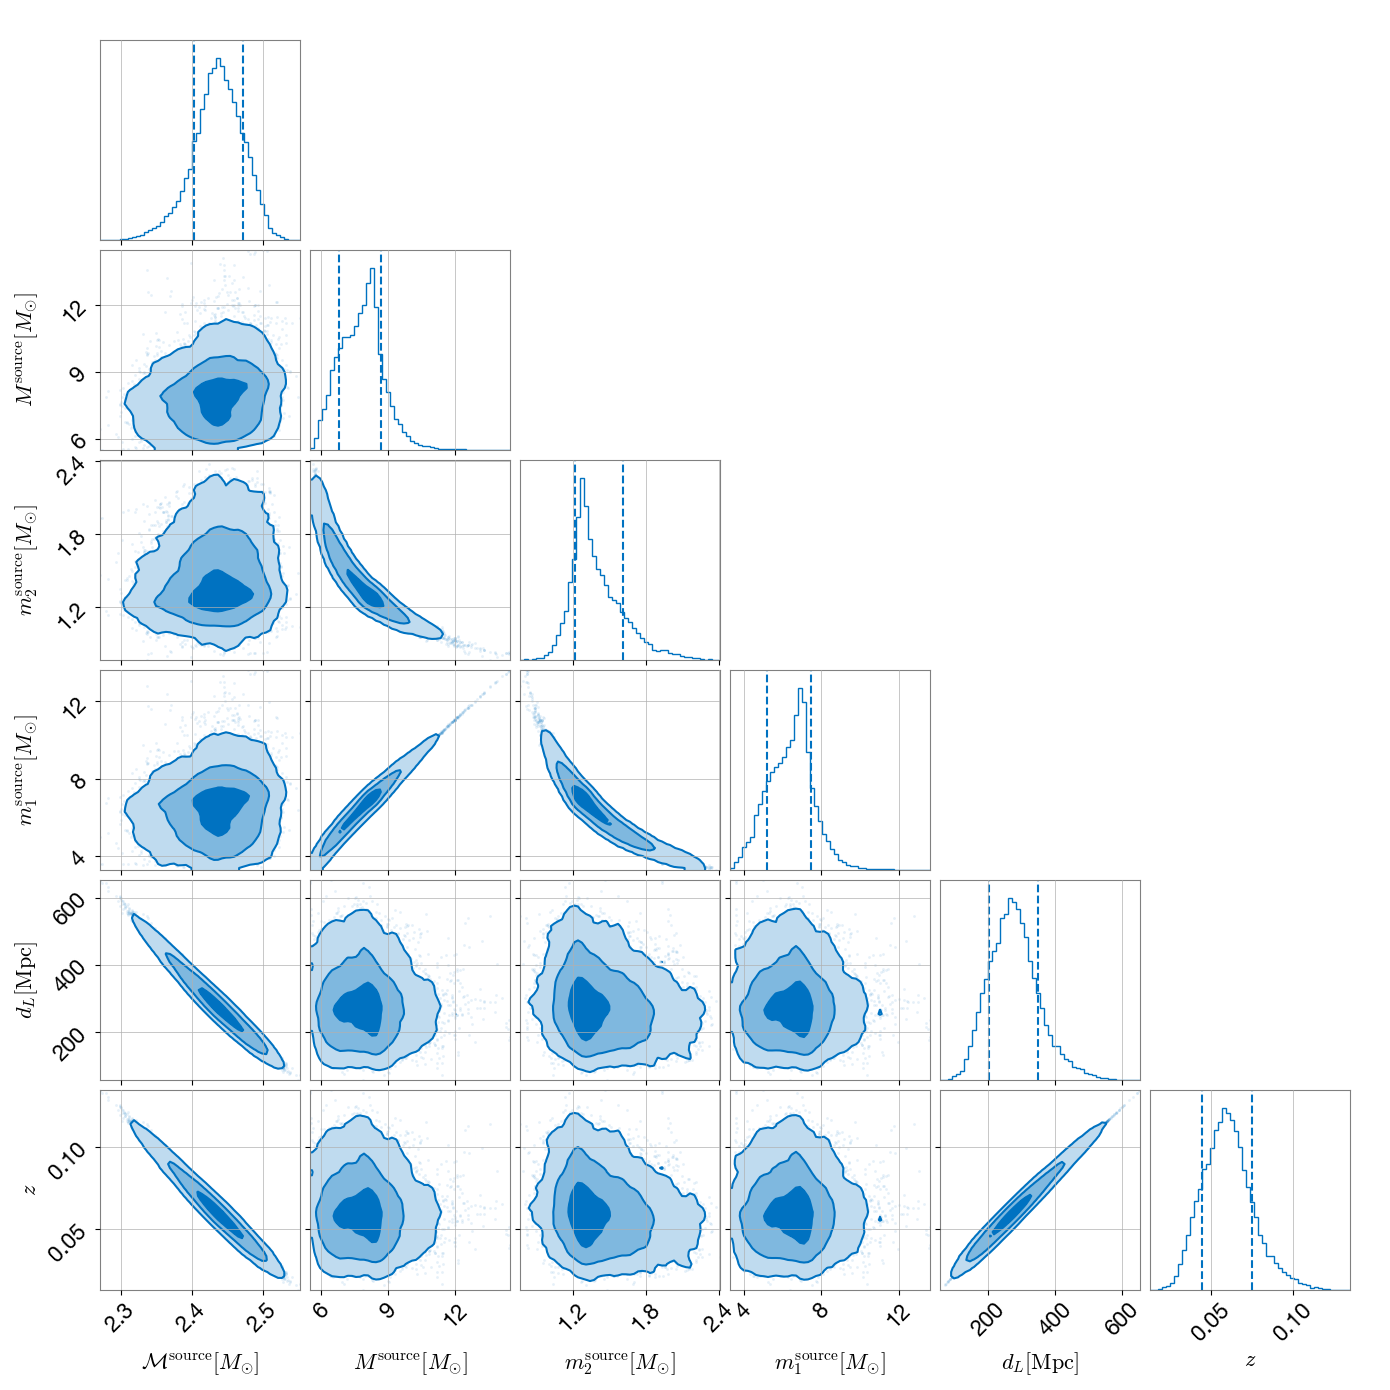 12
9
6
M^source[M_⊙]
2.4
1.8
1.2
m_2^source[M_⊙]
12
8
4
m_1^source[M_⊙]
600
400
200
d_L[Mpc]
0.10
0.05
z
2.3 2.4 2.5 6 9 12 1.2 1.8 2.4 4 8 12 200 400 600 0.05 0.10
ℳ^source[M_⊙] M^source[M_⊙] m_2^source[M_⊙] m_1^source[M_⊙] d_L[Mpc] z